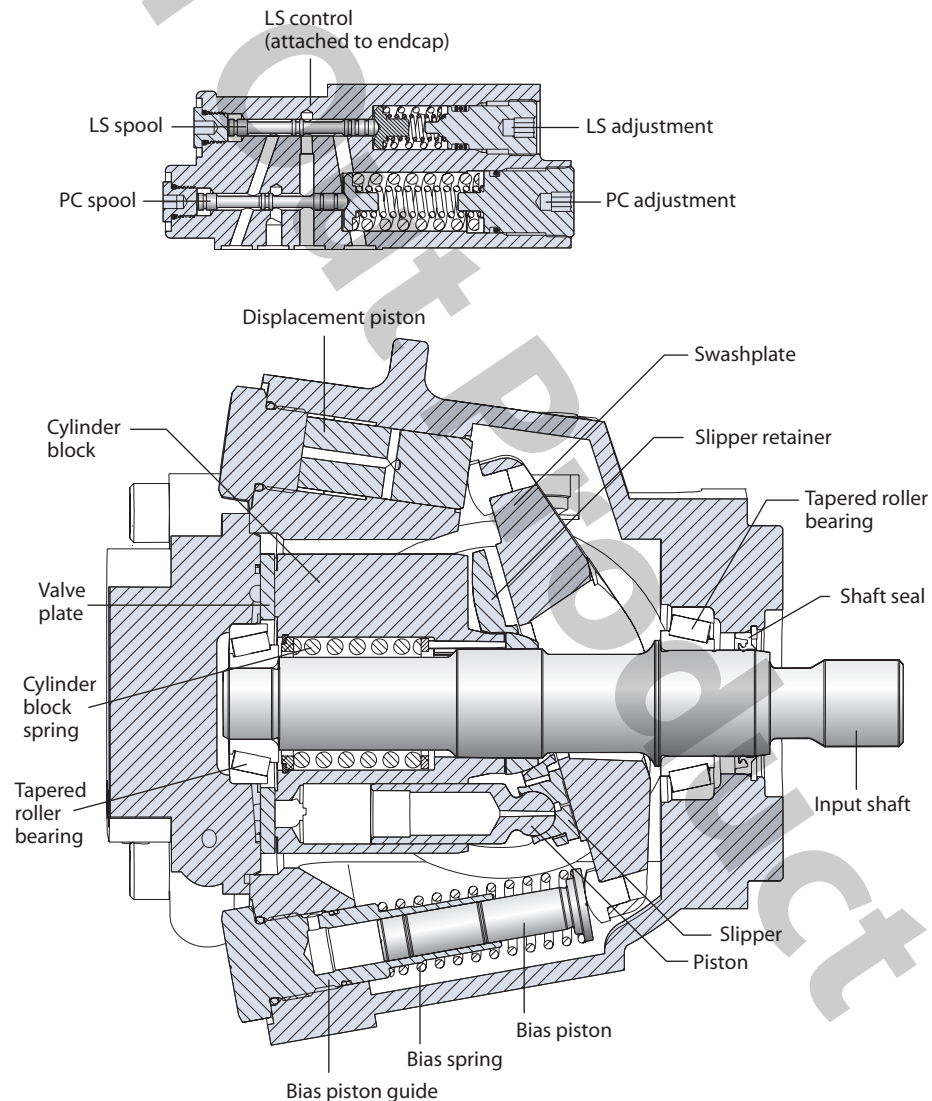 LS control
(attached to endcap)
LS spool
LS adjustment
PC spool
PC adjustment
Displacement piston
Swashplate
Cylinder
block
Slipper retainer
Tapered roller
bearing
Valve
plate
Shaft seal
Cylinder
block
spring
Tapered
roller
bearing
Input shaft
Slipper
Piston
Bias piston
Bias spring
Bias piston guide
Out Product